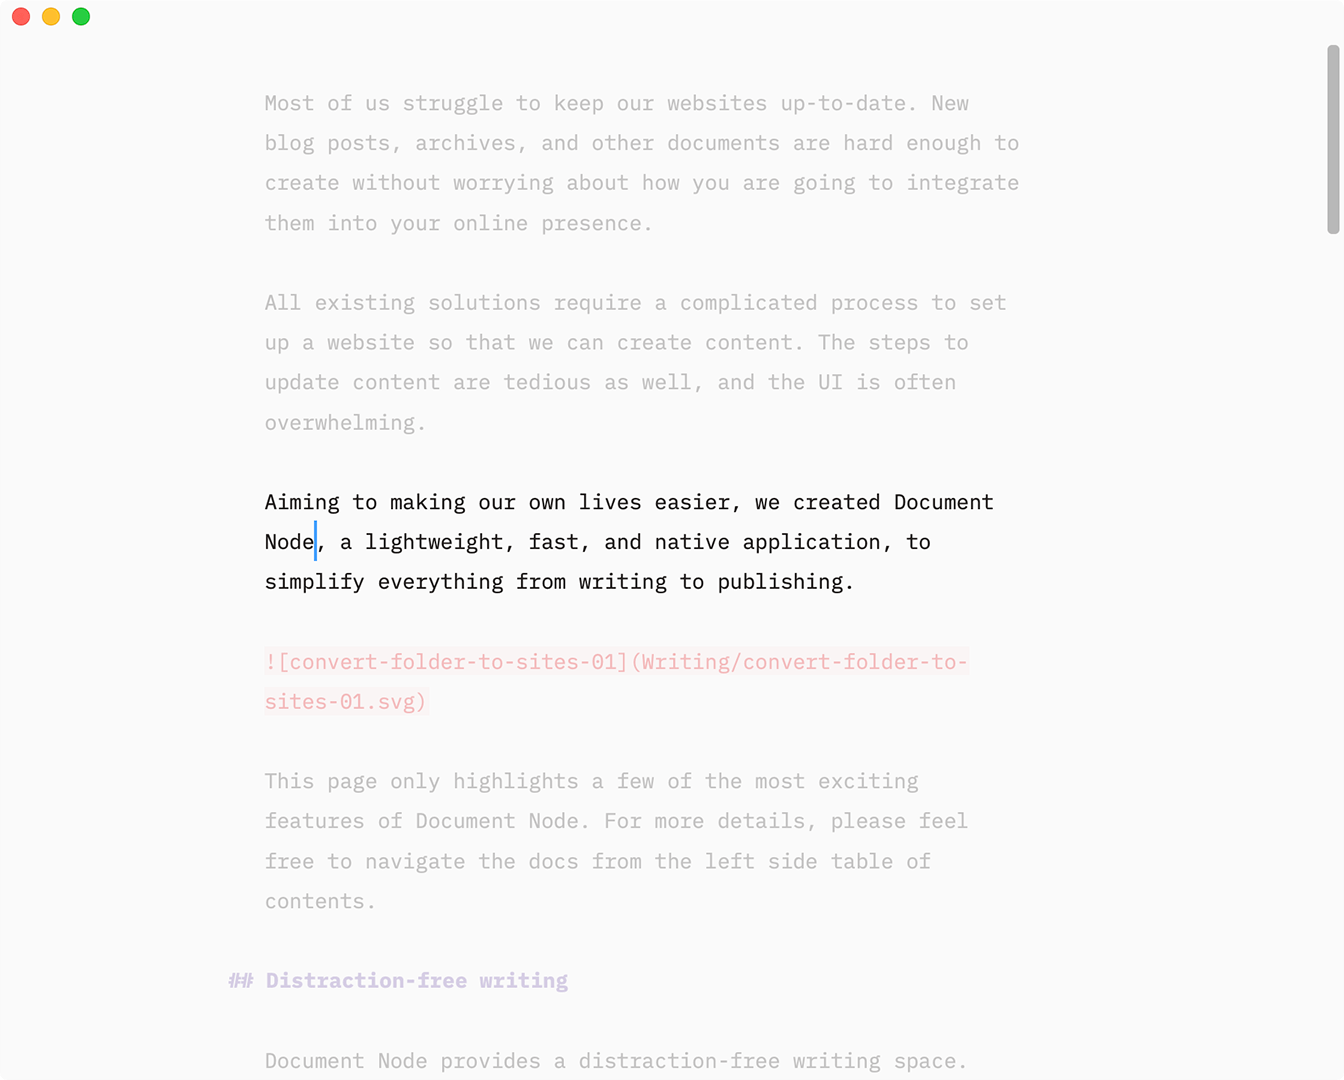 Most of us struggle to keep our websites up-to-date. New
blog posts, archives, and other documents are hard enough to
create without worrying about how you are going to integrate
them into your online presence.
All existing solutions require a complicated process to set
up a website so that we can create content. The steps to
update content are tedious as well, and the UI is often
overwhelming.
Aiming to making our own lives easier, we created Document
Node, a lightweight, fast, and native application, to
simplify everything from writing to publishing.
![convert-folder-to-sites-01](Writing/convert-folder-to-
sites-01.svg)
This page only highlights a few of the most exciting
features of Document Node. For more details, please feel
free to navigate the docs from the left side table of
contents.
## Distraction-free writing
Document Node provides a distraction-free writing space.